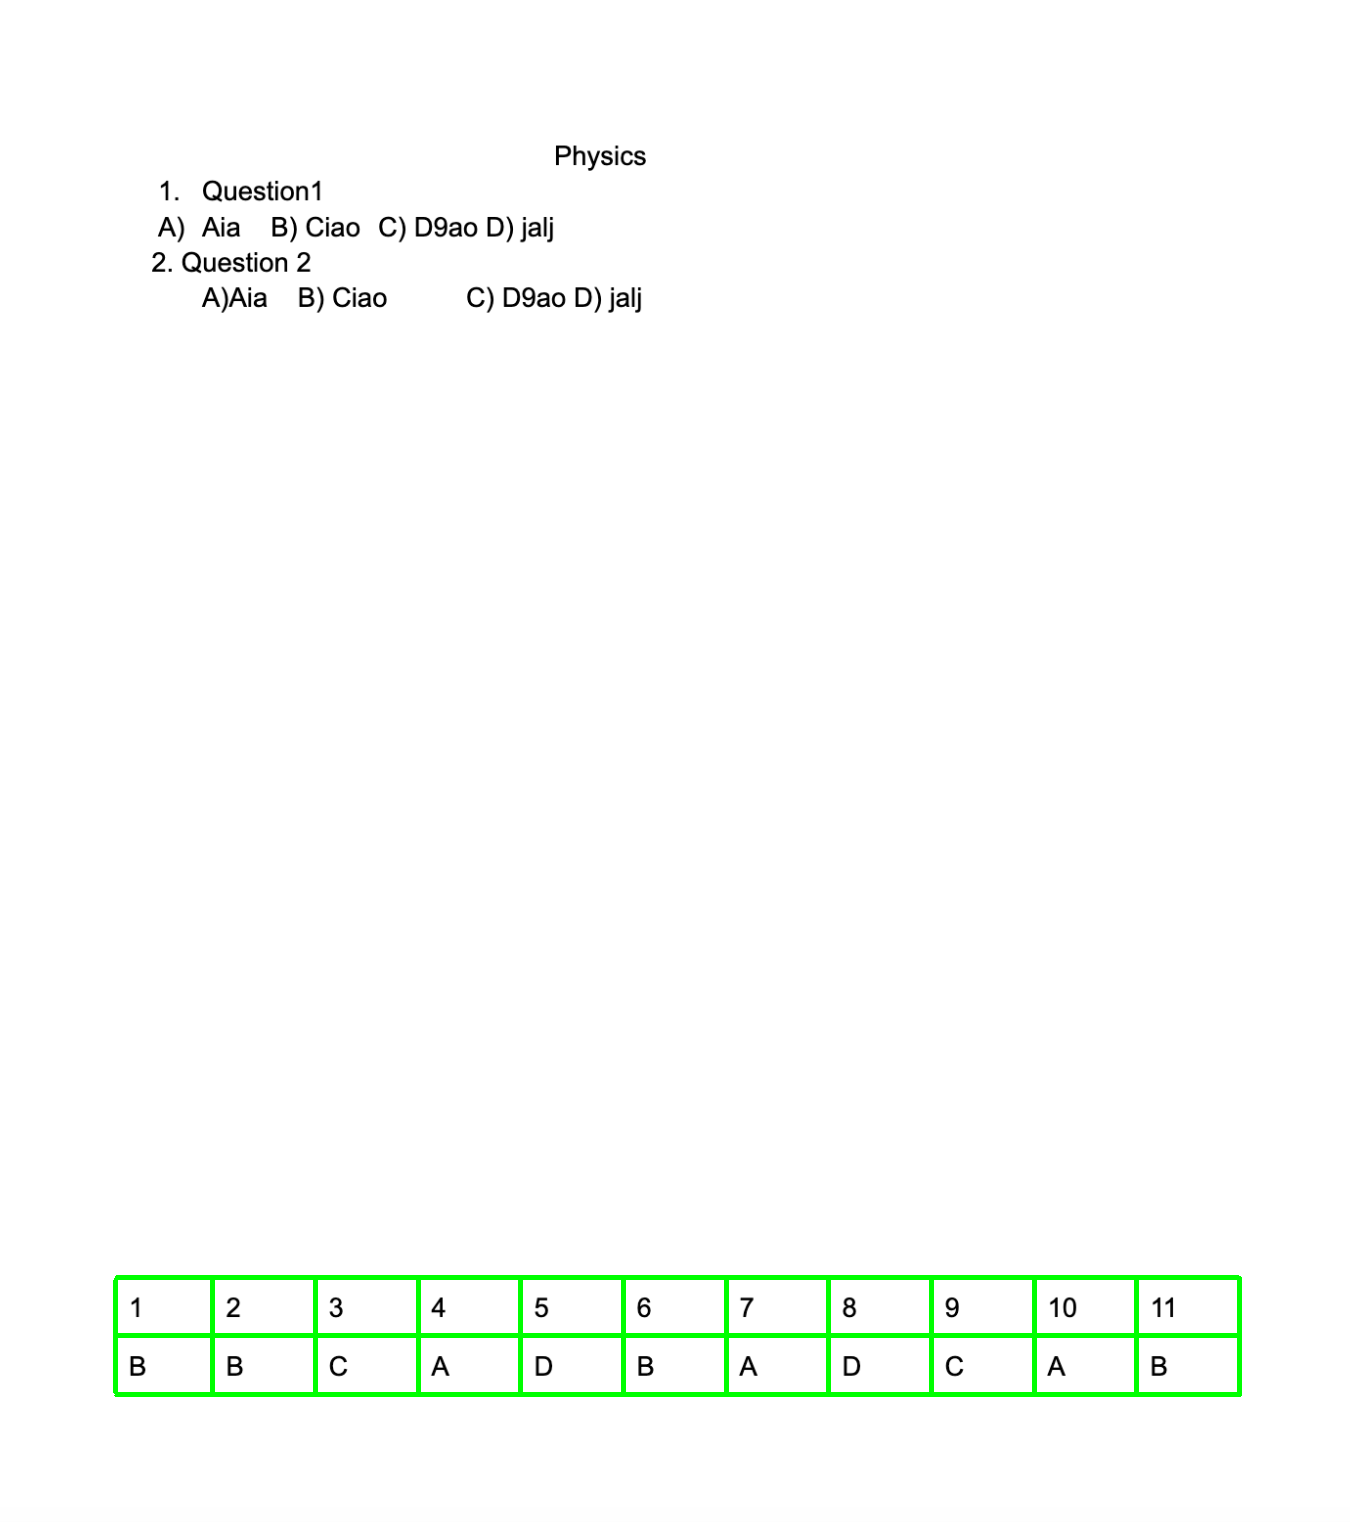 Physics
1. Question1
A) Aia B) Ciao C) D9ao D) jalj
2. Question 2
A)Aia B) Ciao C) D9ao D) jalj
1 2 3 4 5 6 7 8 9 10 11
B B C A D B A D C A B